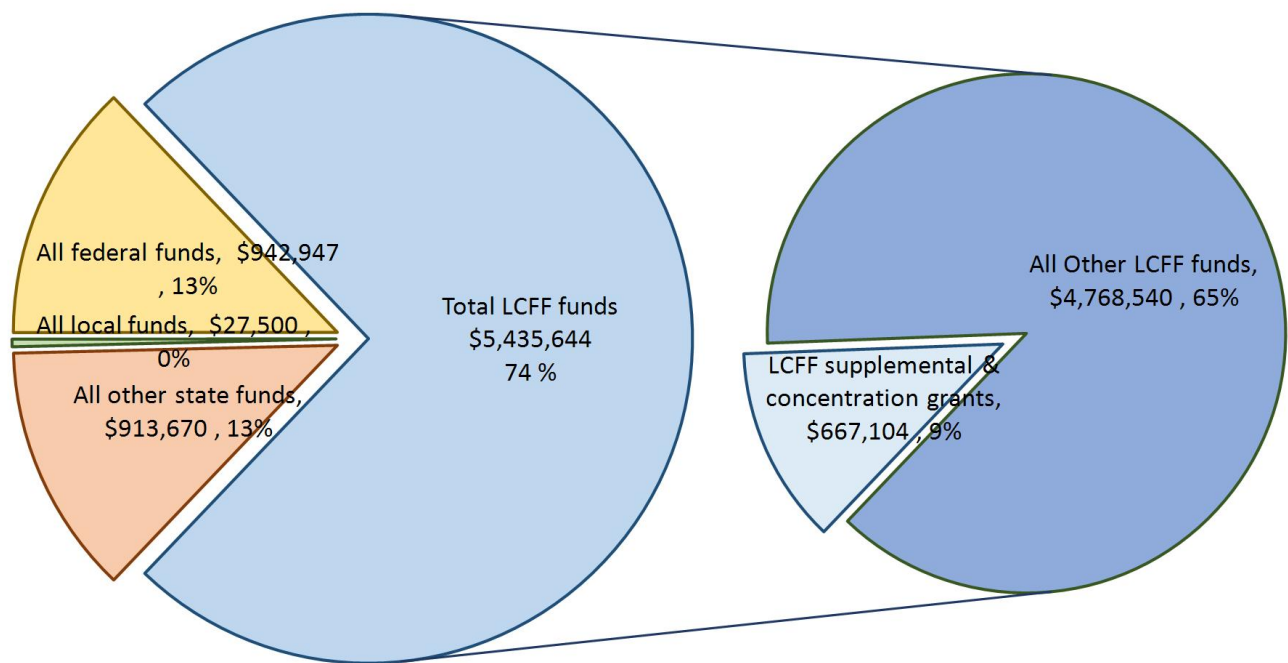 All federal funds,  $942,947
, 13%
All local funds,  $27,500 ,
0%
All other state funds,
$913,670 , 13%
Total LCFF funds
$5,435,644
74 %
All Other LCFF funds,
$4,768,540 , 65%
LCFF supplemental &
concentration grants,
$667,104 , 9%